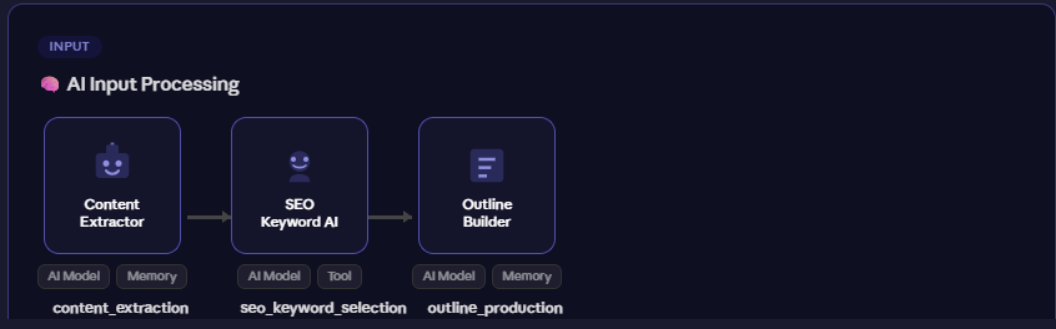 INPUT
AI Input Processing
Content
Extractor
SEO
Keyword AI
Outline
Builder
AI Model Memory AI Model Tool AI Model Memory
content_extraction seo_keyword_selection outline_production